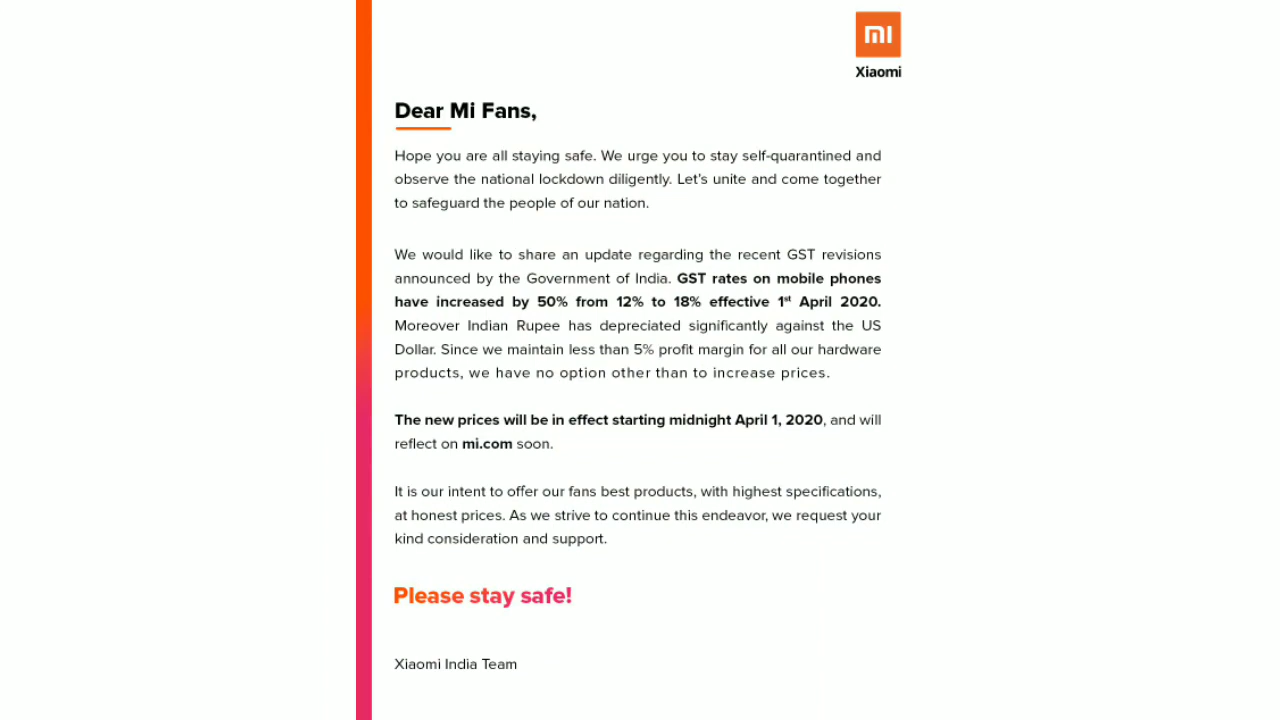 mi
Xiaomi
Dear Mi Fans,
Hope you are all staying safe. We urge you to stay self-quarantined and
observe the national lockdown diligently. Let's unite and come together
to safeguard the people of our nation.
We would like to share an update regarding the recent GST revisions
announced by the Government of India. GST rates on mobile phones
have increased by 50% from 12% to 18% effective 1st April 2020.
Moreover Indian Rupee has depreciated significantly against the US
Dollar. Since we maintain less than 5% profit margin for all our hardware
products, we have no option other than to increase prices.
The new prices will be in effect starting midnight April 1, 2020, and will
reflect on mi.com soon.
It is our intent to offer our fans best products, with highest specifications,
at honest prices. As we strive to continue this endeavor, we request your
kind consideration and support.
Please stay safe!
Xiaomi India Team